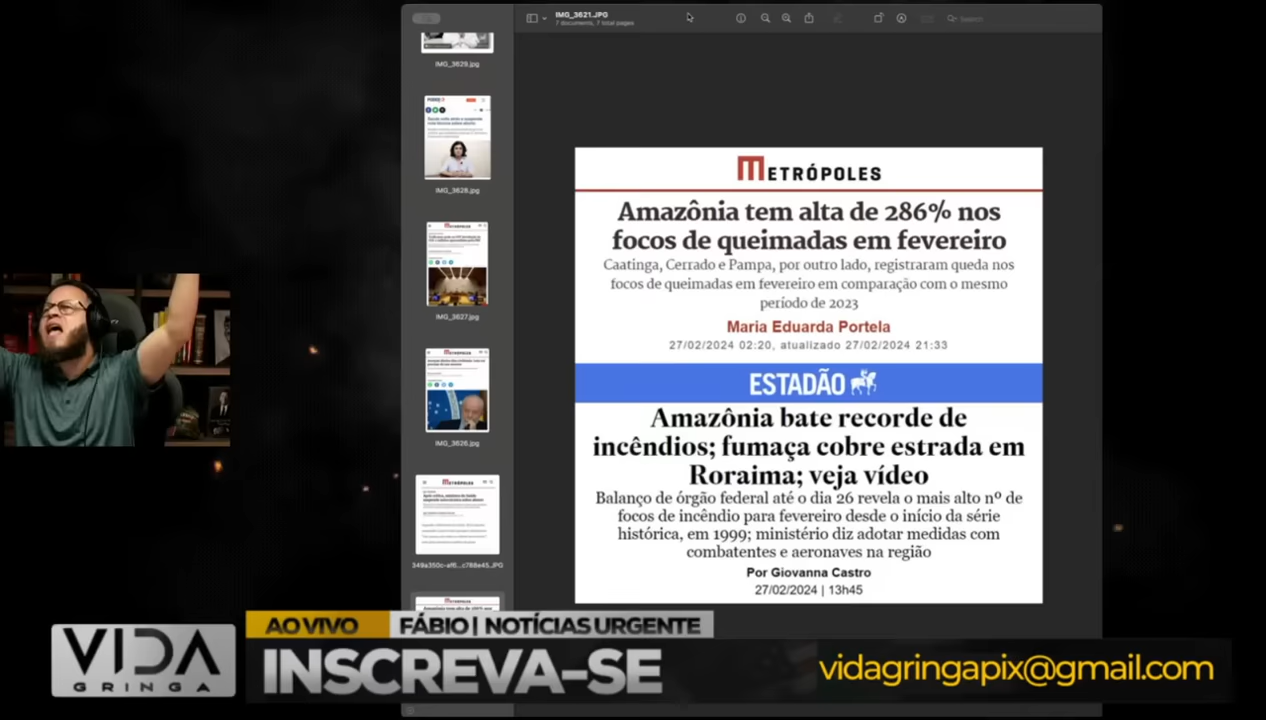 IMG_3621.JPG
7 documents, 7 total pages
Search
IMG_3629.jpg
IMG_3628.jpg
METRÓPOLES
IMG_3627.jpg
METRÓPOLES
IMG_3626.jpg
METRÓPOLES
METRÓPOLES
Amazônia tem alta de 286% nos
focos de queimadas em fevereiro
Caatinga, Cerrado e Pampa, por outro lado, registraram queda nos
focos de queimadas em fevereiro em comparação com o mesmo
período de 2023
Maria Eduarda Portela
27/02/2024 02:20, atualizado 27/02/2024 21:33
ESTADÃO
Amazônia bate recorde de
incêndios; fumaça cobre estrada em
Roraima; veja vídeo
Balanço de órgão federal até o dia 26 revela o mais alto nº de
focos de incêndio para fevereiro desde o início da série
histórica, em 1999; ministério diz adotar medidas com
combatentes e aeronaves na região
Por Giovanna Castro
27/02/2024 | 13h45
AO VIVO
FÁBIO | NOTÍCIAS URGENTE
VIDA
GRINGA
INSCREVA-SE
vidagringapix@gmail.com